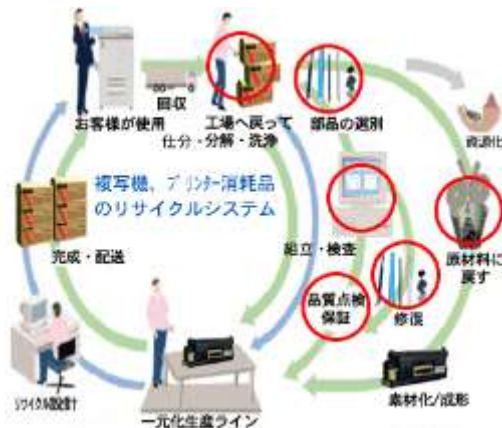 お客様が使用
回収
工場へ戻って
仕分・分解・洗浄
部品の選別
資源化
複写機、プリンター消耗品
のリサイクルシステム
完成・配送
組立・検査
原材料に
戻す
品質点検
保証
修復
リサイクル設計
一元化生産ライン
素材化/成形